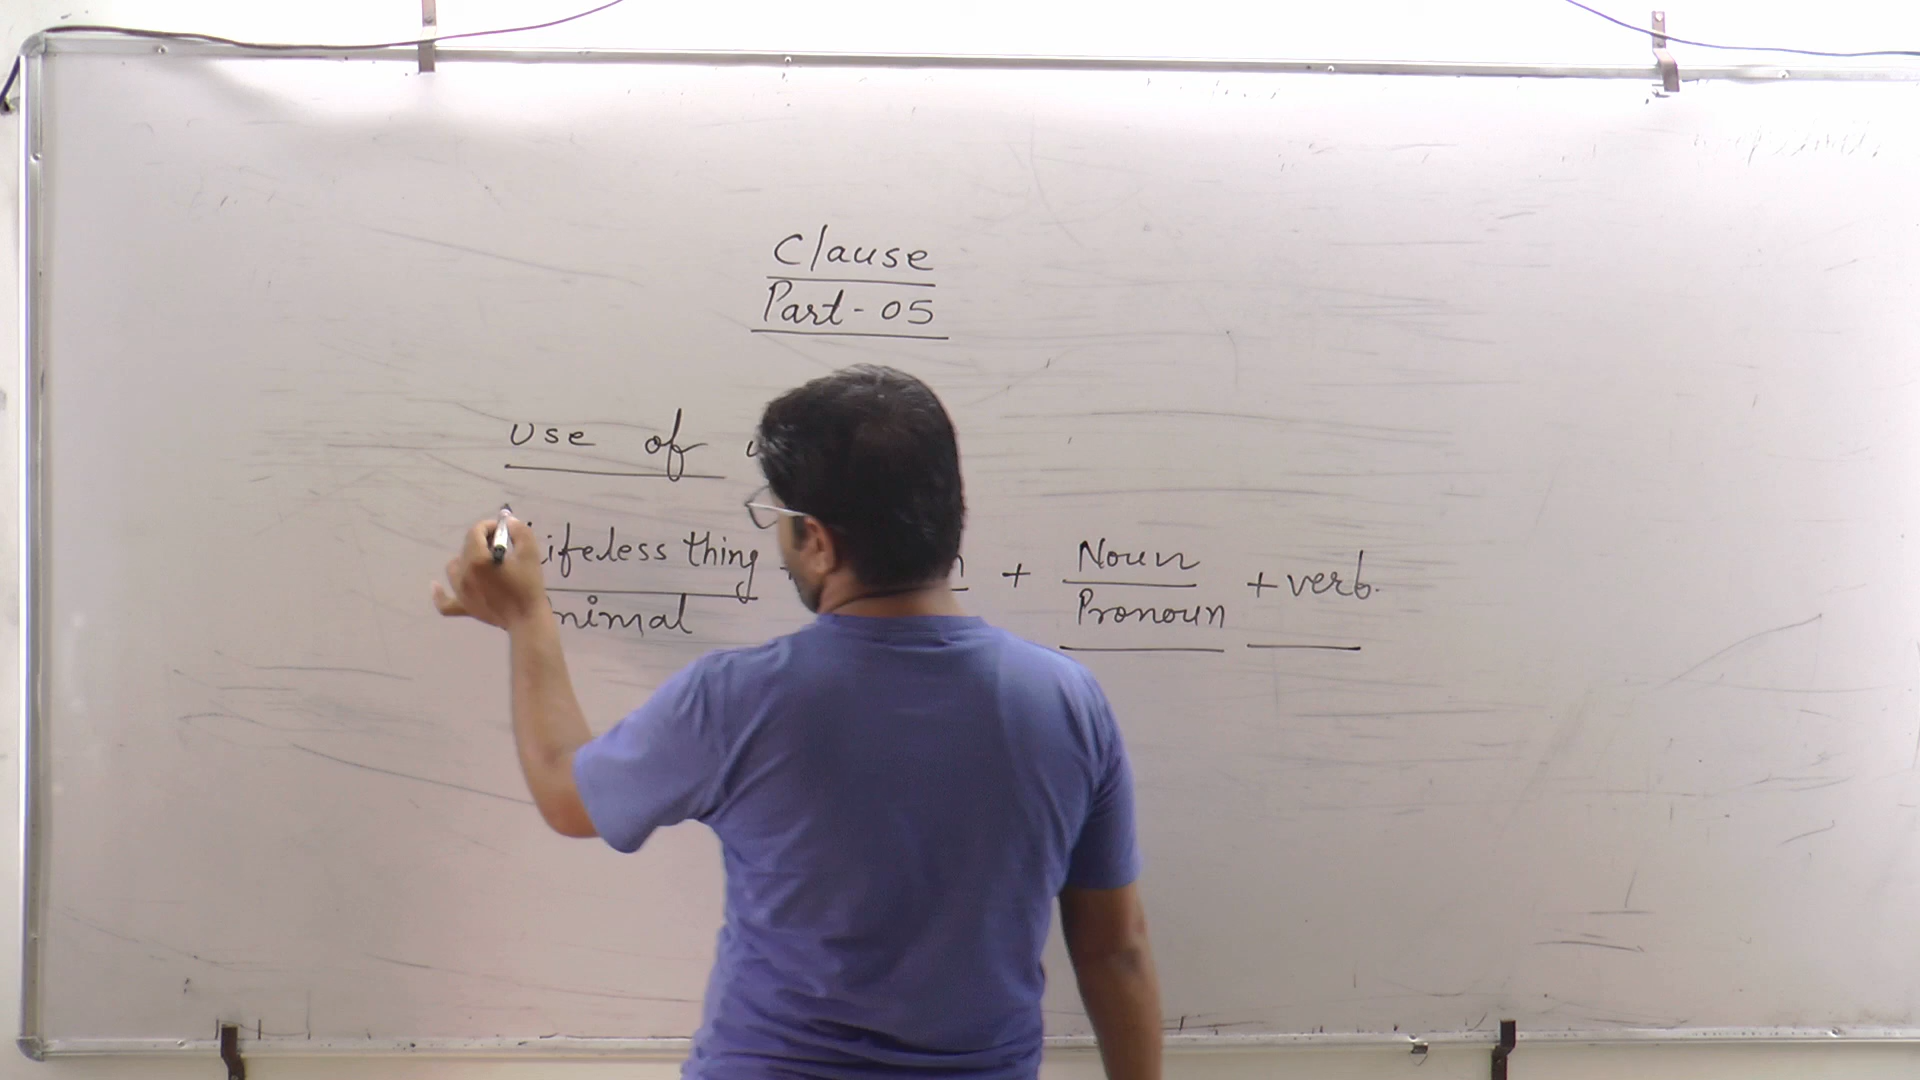 Clause
Part-05
Use of
Lifeless thing + Noun + verb.
Animal Pronoun